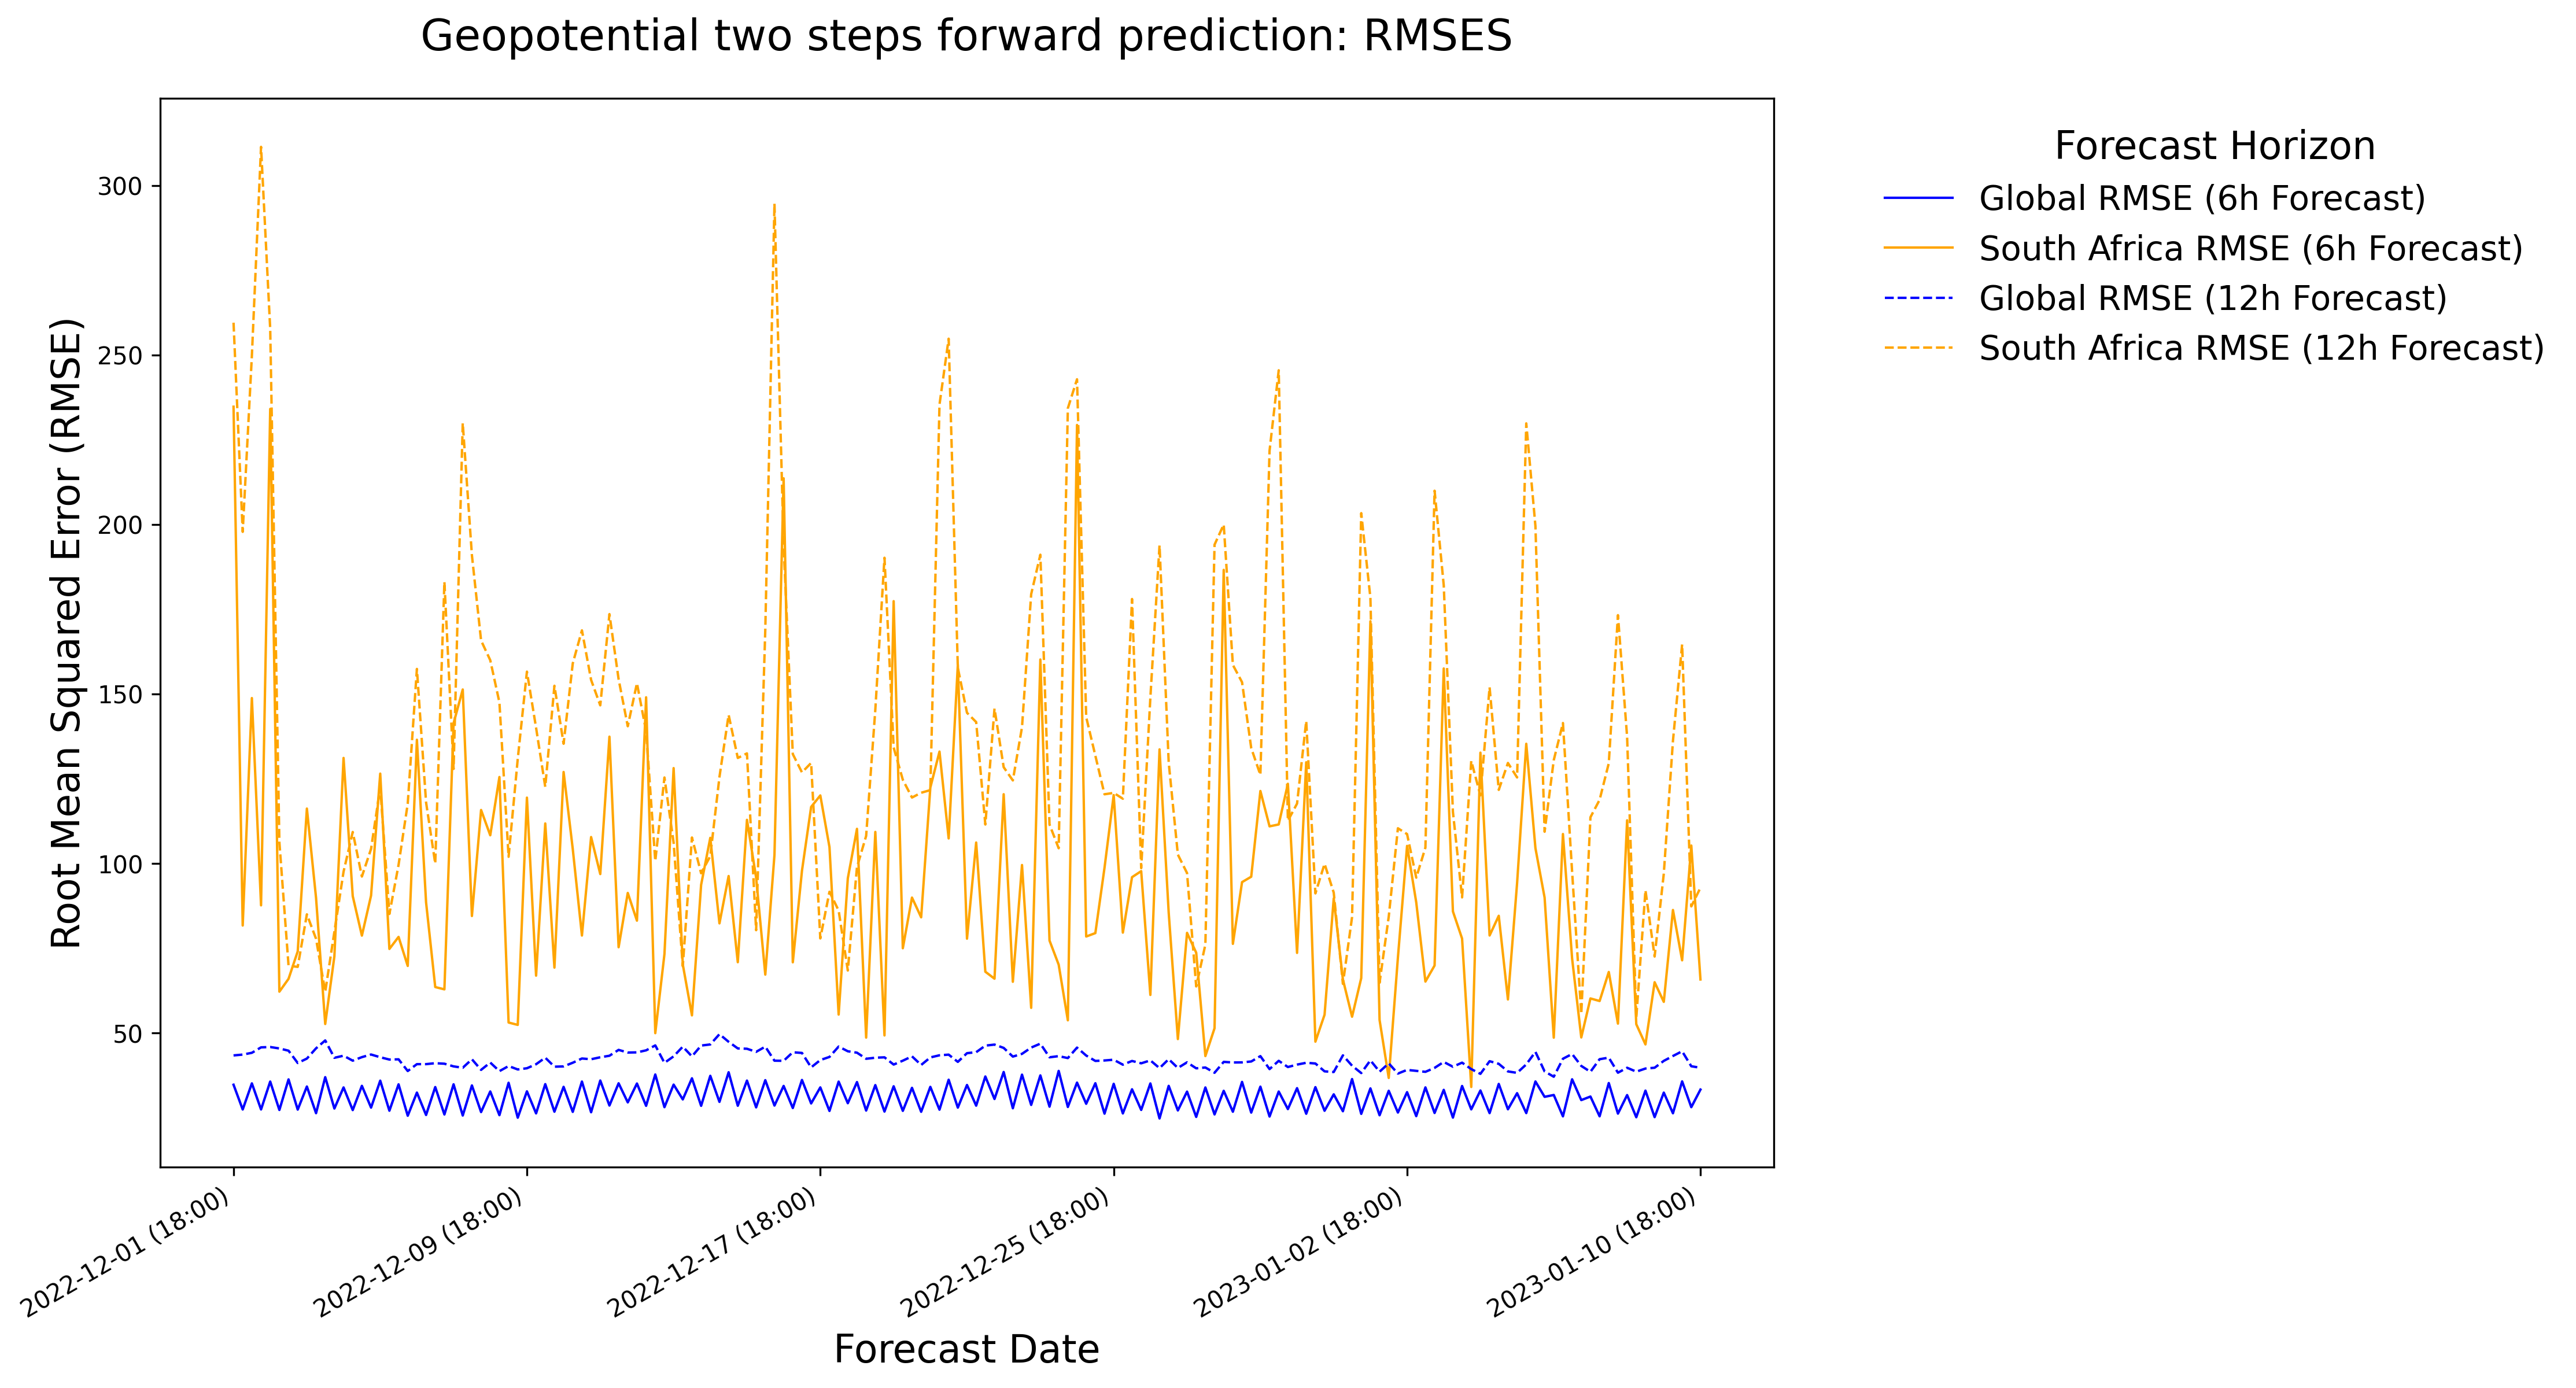 Geopotential two steps forward prediction: RMSES
Forecast Horizon
Global RMSE (6h Forecast)
South Africa RMSE (6h Forecast)
Global RMSE (12h Forecast)
South Africa RMSE (12h Forecast)
Root Mean Squared Error (RMSE)
300
250
200
150
100
50
2022-12-01 (18:00)
2022-12-09 (18:00)
2022-12-17 (18:00)
2022-12-25 (18:00)
2023-01-02 (18:00)
2023-01-10 (18:00)
Forecast Date